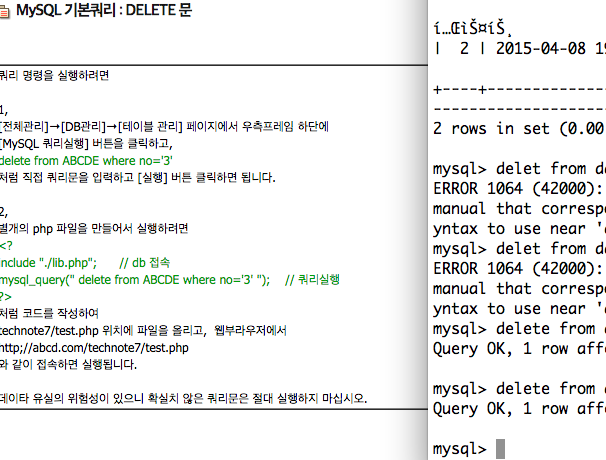 MySQL 기본쿼리 : DELETE 문
쿼리 명령을 실행하려면
1,
[전체관리]→[DB관리]→[테이블 관리] 페이지에서 우측프레임 하단에
[MySQL 쿼리실행] 버튼을 클릭하고,
delete from ABCDE where no='3'
처럼 직접 쿼리문을 입력하고 [실행] 버튼 클릭하면 됩니다.
2,
별개의 php 파일을 만들어서 실행하려면
<?
include "./lib.php"; // db 접속
mysql_query(" delete from ABCDE where no='3' "); // 쿼리실행
?>
처럼 코드를 작성하여
technote7/test.php 위치에 파일을 올리고, 웹부라우저에서
http;//abcd.com/technote7/test.php
와 같이 접속하면 실행됩니다.
데이타 유실의 위험성이 있으니 확실치 않은 쿼리문은 절대 실행하지 마십시오.
í…ŒìŠ¤íŠ¸
| 2 | 2015-04-08 19
+----+--------------
--------------------
2 rows in set (0.00
mysql> delet from d
ERROR 1064 (42000):
manual that corresp
yntax to use near '
mysql> delet from d
ERROR 1064 (42000):
manual that corresp
yntax to use near '
mysql> delete from
Query OK, 1 row aff
mysql> delete from
Query OK, 1 row aff
mysql>